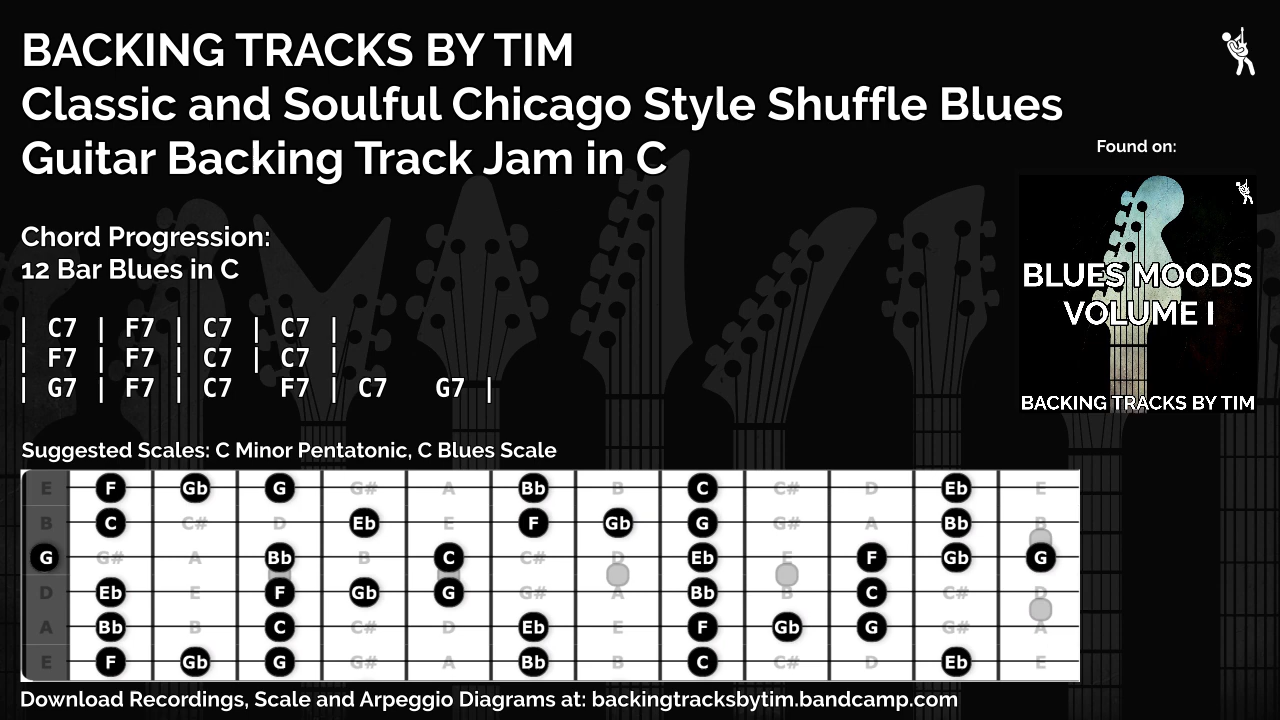 BACKING TRACKS BY TIM
Classic and Soulful Chicago Style Shuffle Blues
Guitar Backing Track Jam in C
Found on:
BLUES MOODS
VOLUME I
BACKING TRACKS BY TIM
Chord Progression:
12 Bar Blues in C
| C7 | F7 | C7 | C7 |
| F7 | F7 | C7 | C7 |
| G7 | F7 | C7 F7 | C7 G7 |
Suggested Scales: C Minor Pentatonic, C Blues Scale
E F Gb G G# A Bb B C C# D Eb E
B C C# D Eb E F Gb G G# A Bb B
G G# A Bb B C C# D Eb E F Gb G
D Eb E F Gb G G# A Bb B C C# D
A Bb B C C# D Eb E F Gb G G# A
E F Gb G G# A Bb B C C# D Eb E
Download Recordings, Scale and Arpeggio Diagrams at: backingtracksbytim.bandcamp.com